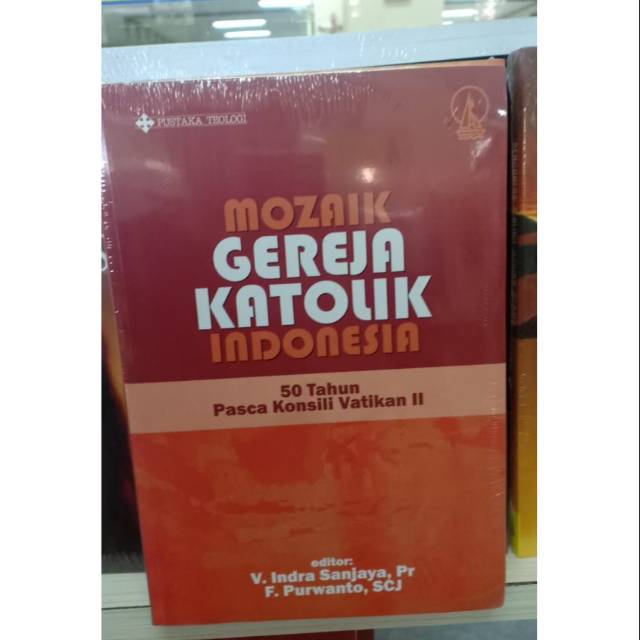 PUSTAKA TEOLOGI
MOZAIK
GEREJA
KATOLIK
INDONESIA
50 Tahun
Pasca Konsili Vatikan II
editor:
V. Indra Sanjaya, Pr
F. Purwanto, SCJ